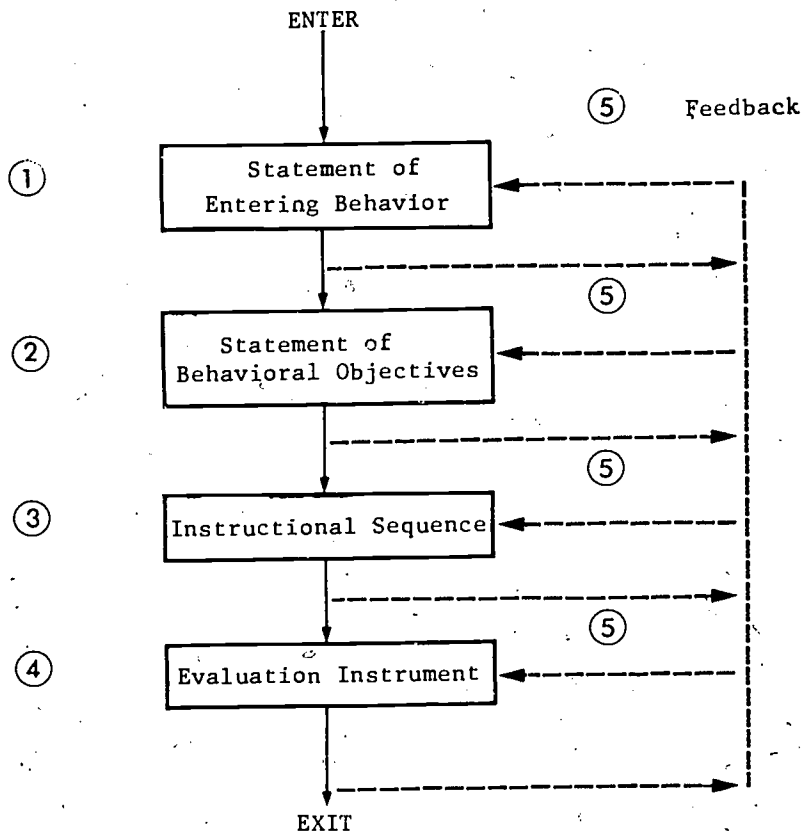 ENTER
5 Feedback
1
Statement of
Entering Behavior
5
2
Statement of
Behavioral Objectives
5
3
Instructional Sequence
5
4
Evaluation Instrument
EXIT